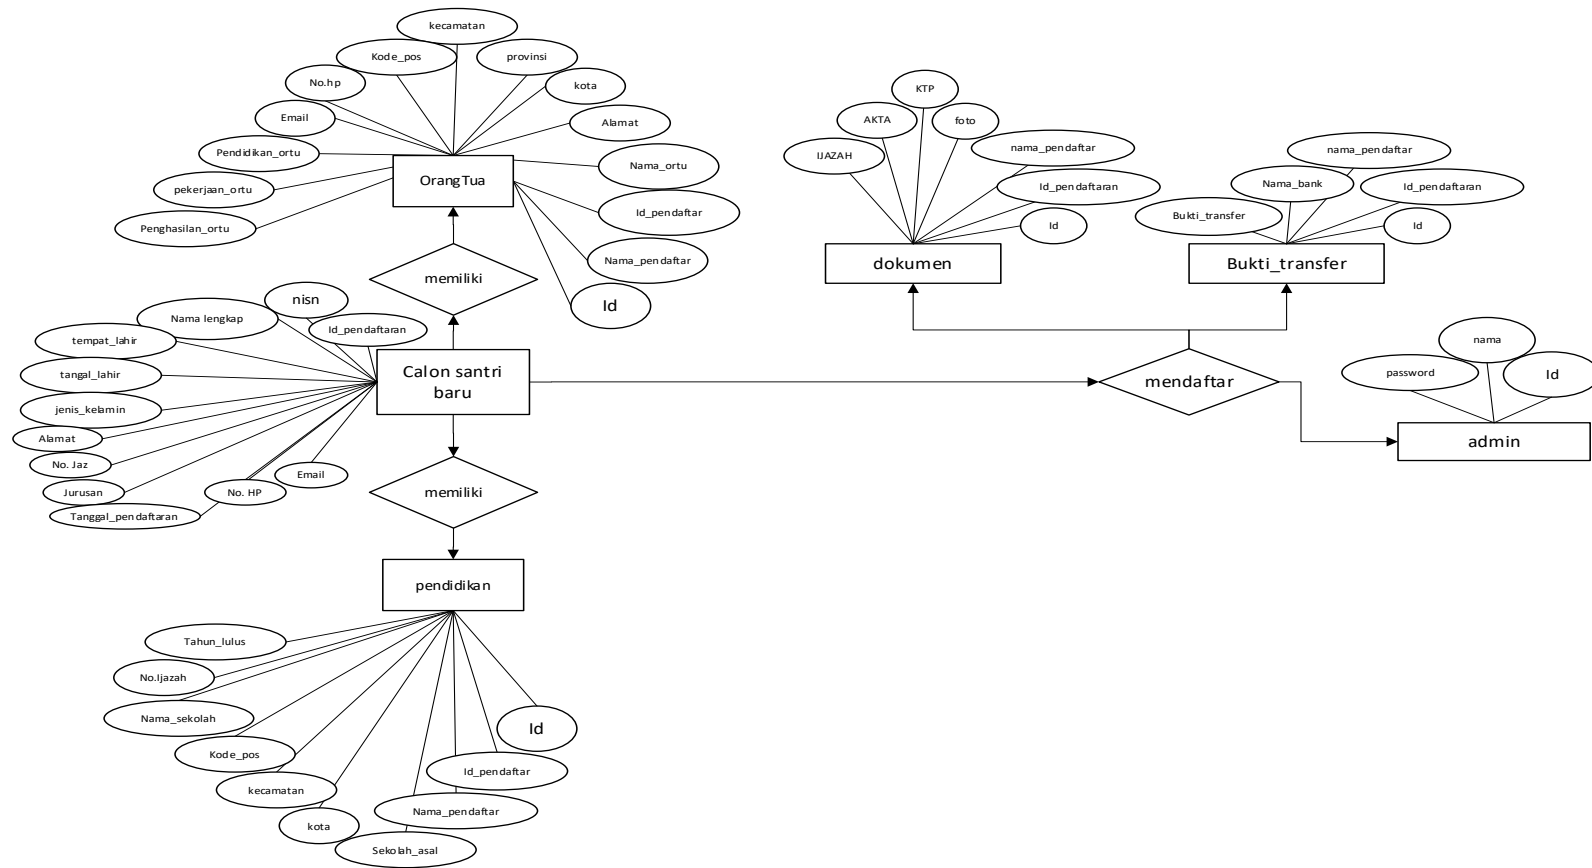 kecamatan
Kode_pos
provinsi
No.hp
kota
Email
Alamat
Pendidikan_ortu
Nama_ortu
pekerjaan_ortu
OrangTua
Id_pendaftar
Penghasilan_ortu
Nama_pendaftar
memiliki
Id
KTP
AKTA
foto
IJAZAH
nama_pendaftar
Id_pendaftaran
Id
dokumen
nama_pendaftar
Nama_bank
Id_pendaftaran
Bukti_transfer
Id
Bukti_transfer
nisn
Nama lengkap
Id_pendaftaran
tempat_lahir
tangal_lahir
Calon santri
baru
jenis_kelamin
Alamat
No. Jaz
Jurusan
Tanggal_pendaftaran
No. HP
Email
mendaftar
nama
password
Id
admin
memiliki
pendidikan
Tahun_lulus
No.Ijazah
Nama_sekolah
Kode_pos
kecamatan
kota
Sekolah_asal
Nama_pendaftar
Id_pendaftar
Id